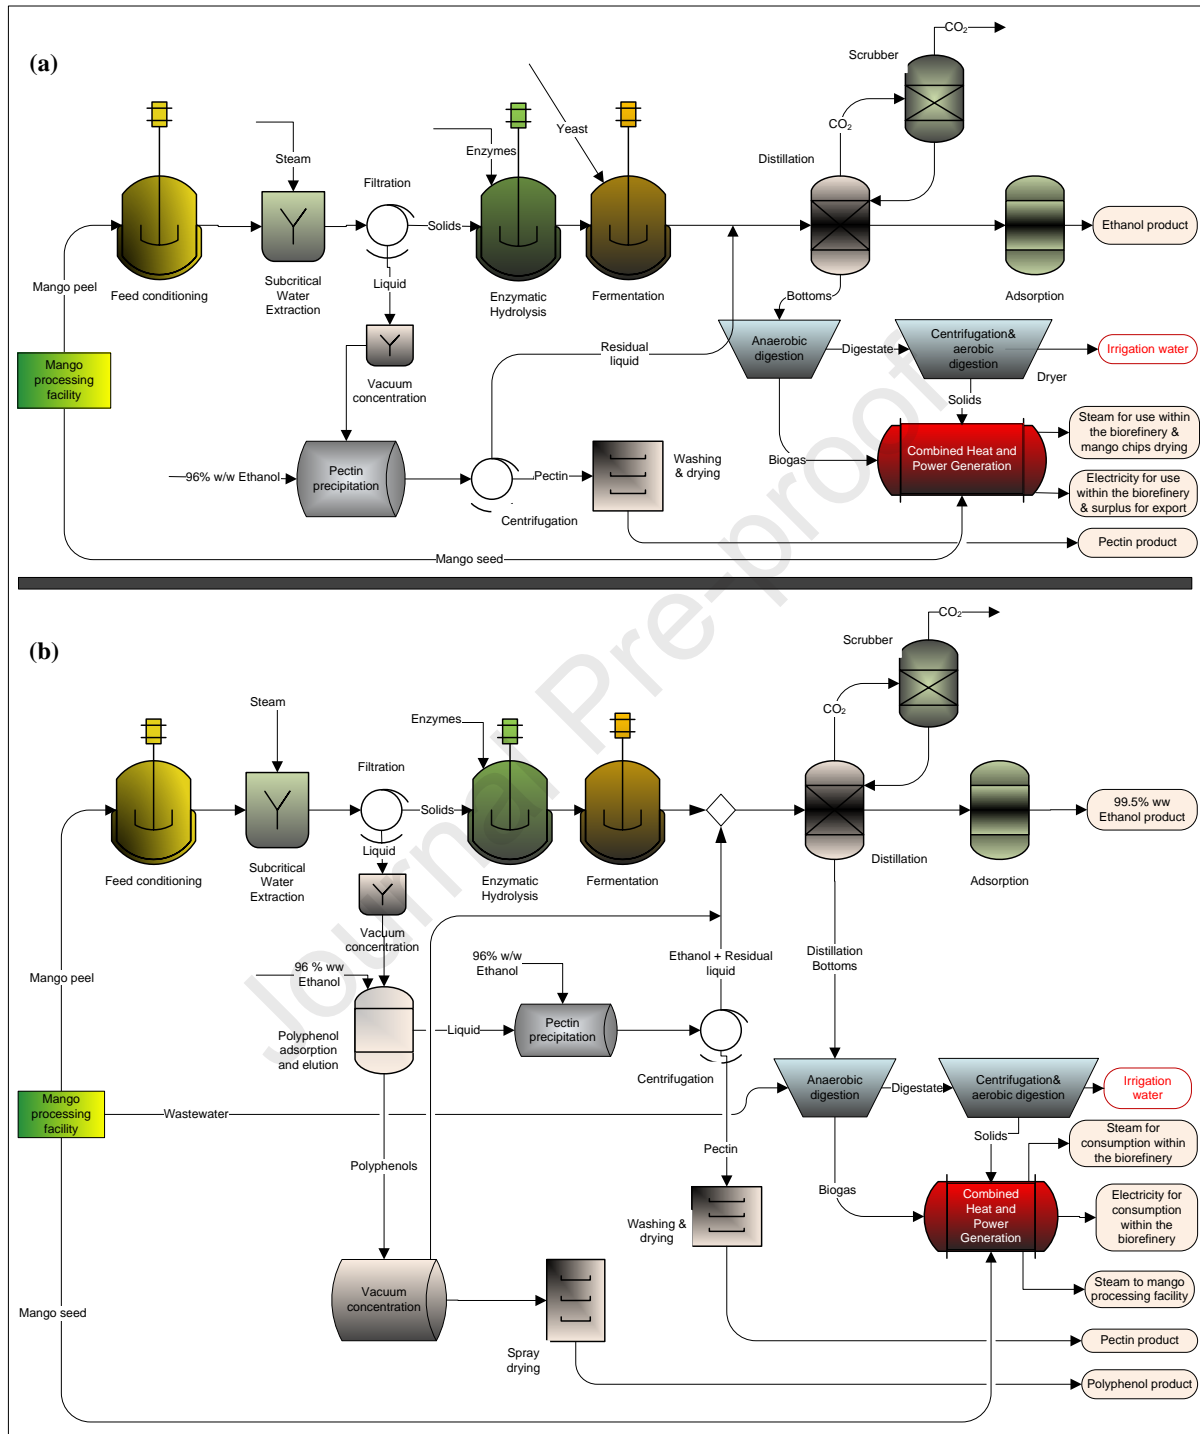 (a)
CO2
Scrubber
Yeast
CO2
Steam
Enzymes
Distillation
Filtration
Solids
Ethanol product
Mango peel
Liquid
Feed conditioning
Subcritical
Water
Extraction
Enzymatic
Hydrolysis
Fermentation
Bottoms
Adsorption
Residual
liquid
Anaerobic
digestion
Digestate
Centrifugation&
aerobic
digestion
Irrigation water
Mango
processing
facility
Vacuum
concentration
Dryer
Solids
Steam for use within
the biorefinery &
mango chips drying
96% w/w Ethanol
Pectin
precipitation
Pectin
Washing
& drying
Biogas
Combined Heat and
Power Generation
Electricity for use
within the biorefinery
& surplus for export
Centrifugation
Pectin product
Mango seed
(b)
CO2
Scrubber
Steam
CO2
Enzymes
Filtration
Solids
99.5% ww
Ethanol product
Liquid
Feed conditioning
Subcritical
Water
Extraction
Enzymatic
Hydrolysis
Fermentation
Distillation
Adsorption
Vacuum
concentration
Mango peel
96 % ww
Ethanol
96% w/w
Ethanol
Ethanol + Residual
liquid
Distillation
Bottoms
Polyphenol
adsorption
and elution
Liquid
Pectin
precipitation
Centrifugation
Anaerobic
digestion
Digestate
Centrifugation&
aerobic digestion
Irrigation
water
Mango
processing
facility
Wastewater
Solids
Steam for
consumption within
the biorefinery
Pectin
Polyphenols
Biogas
Combined
Heat and
Power
Generation
Electricity for
consumption
within the
biorefinery
Washing &
drying
Vacuum
concentration
Steam to mango
processing facility
Mango seed
Spray
drying
Pectin product
Polyphenol product
Journal Pre-proof